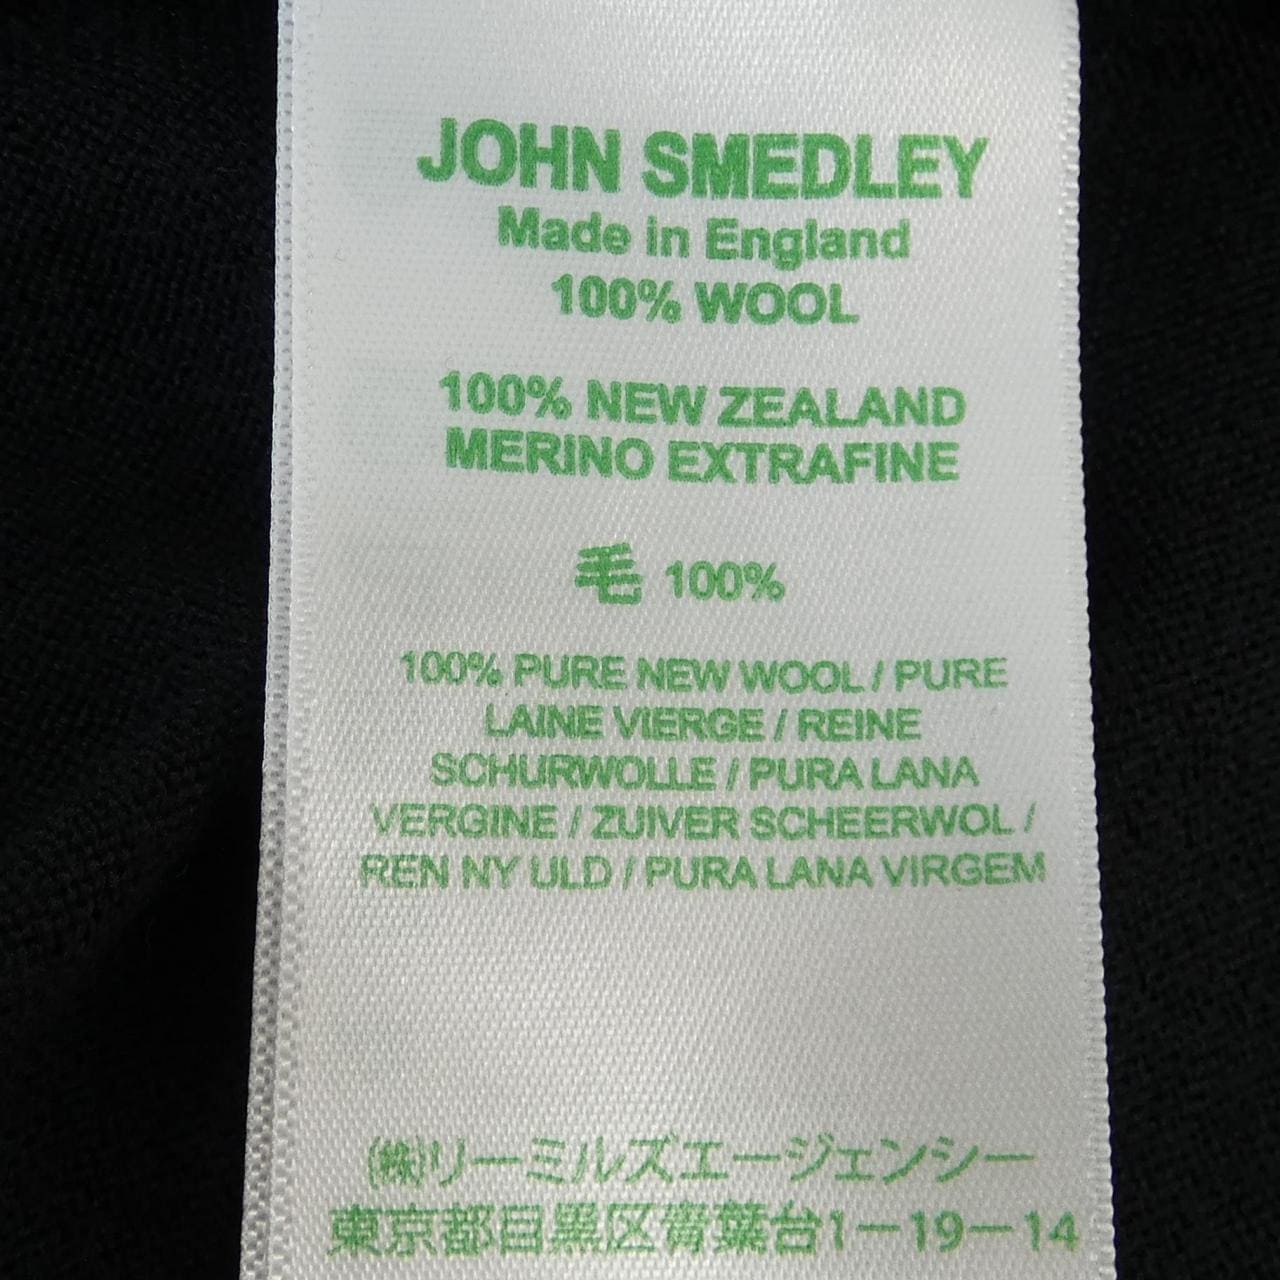 JOHN SMEDLEY
Made in England
100% WOOL
100% NEW ZEALAND
MERINO EXTRAFINE
毛 100%
100% PURE NEW WOOL / PURE
LAINE VIERGE / REINE
SCHURWOLLE / PURA LANA
VERGINE / ZUIVER SCHEERWOL /
REN NY ULD / PURA LANA VIRGEM
(株)リーミルズエージェンシー
東京都目黒区青葉台1-19-14